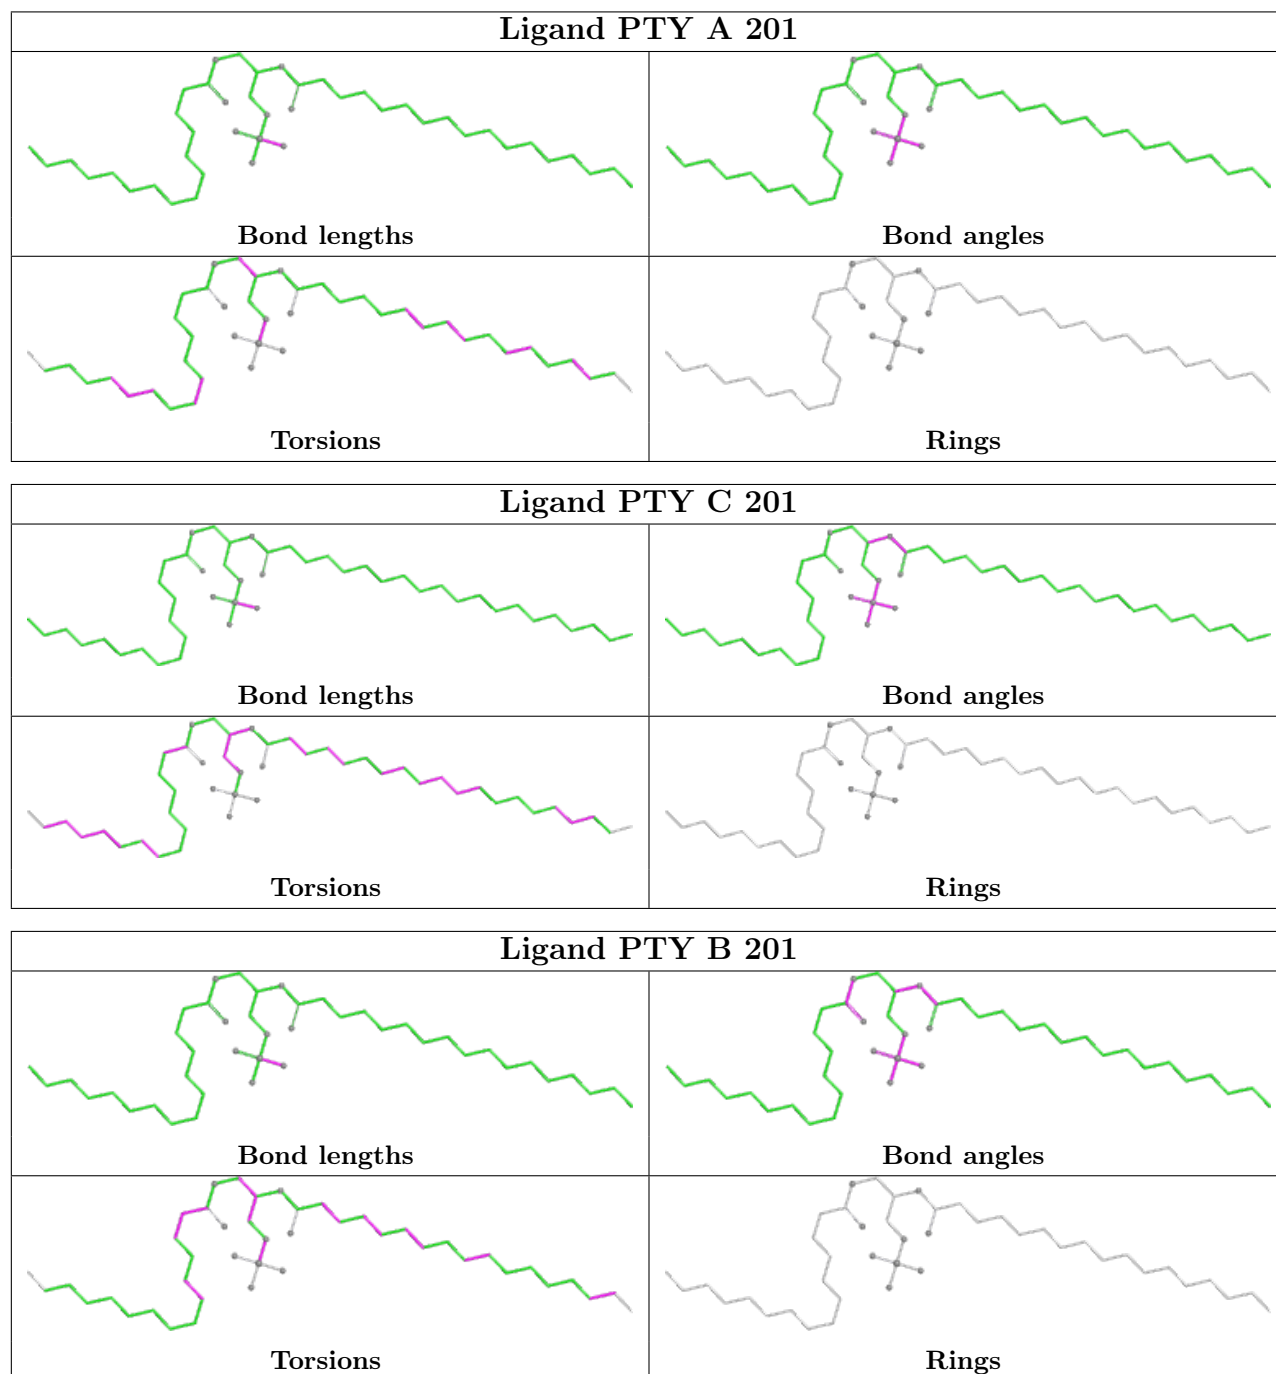 Ligand PTY A 201
Bond lengths
Bond angles
Torsions
Rings
Ligand PTY C 201
Bond lengths
Bond angles
Torsions
Rings
Ligand PTY B 201
Bond lengths
Bond angles
Torsions
Rings